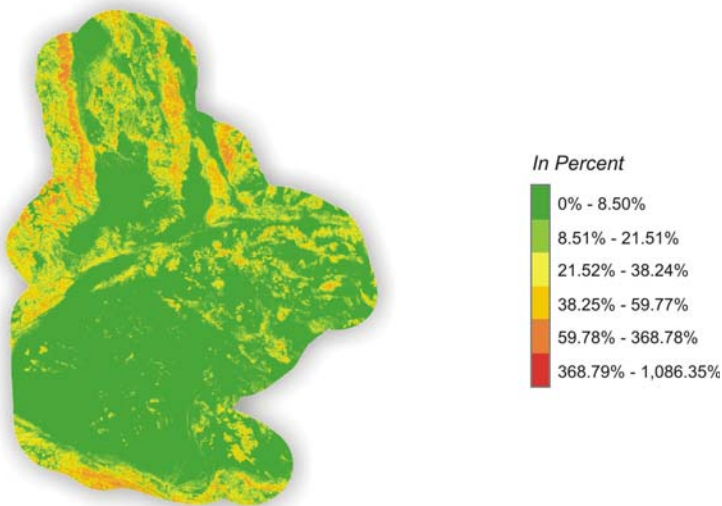 In Percent
0% - 8.50%
8.51% - 21.51%
21.52% - 38.24%
38.25% - 59.77%
59.78% - 368.78%
368.79% - 1,086.35%